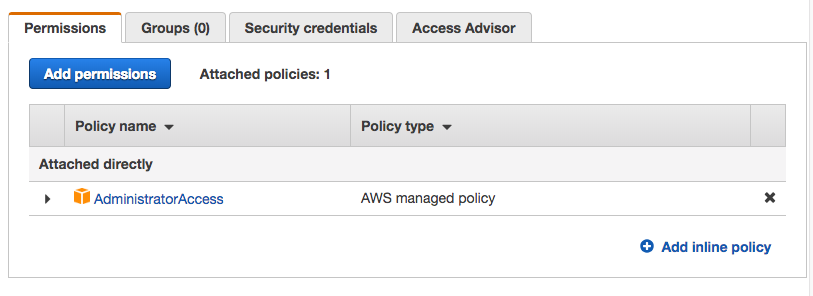 Permissions Groups (0) Security credentials Access Advisor
Add permissions Attached policies: 1
Policy name Policy type
Attached directly
AdministratorAccess AWS managed policy
Add inline policy